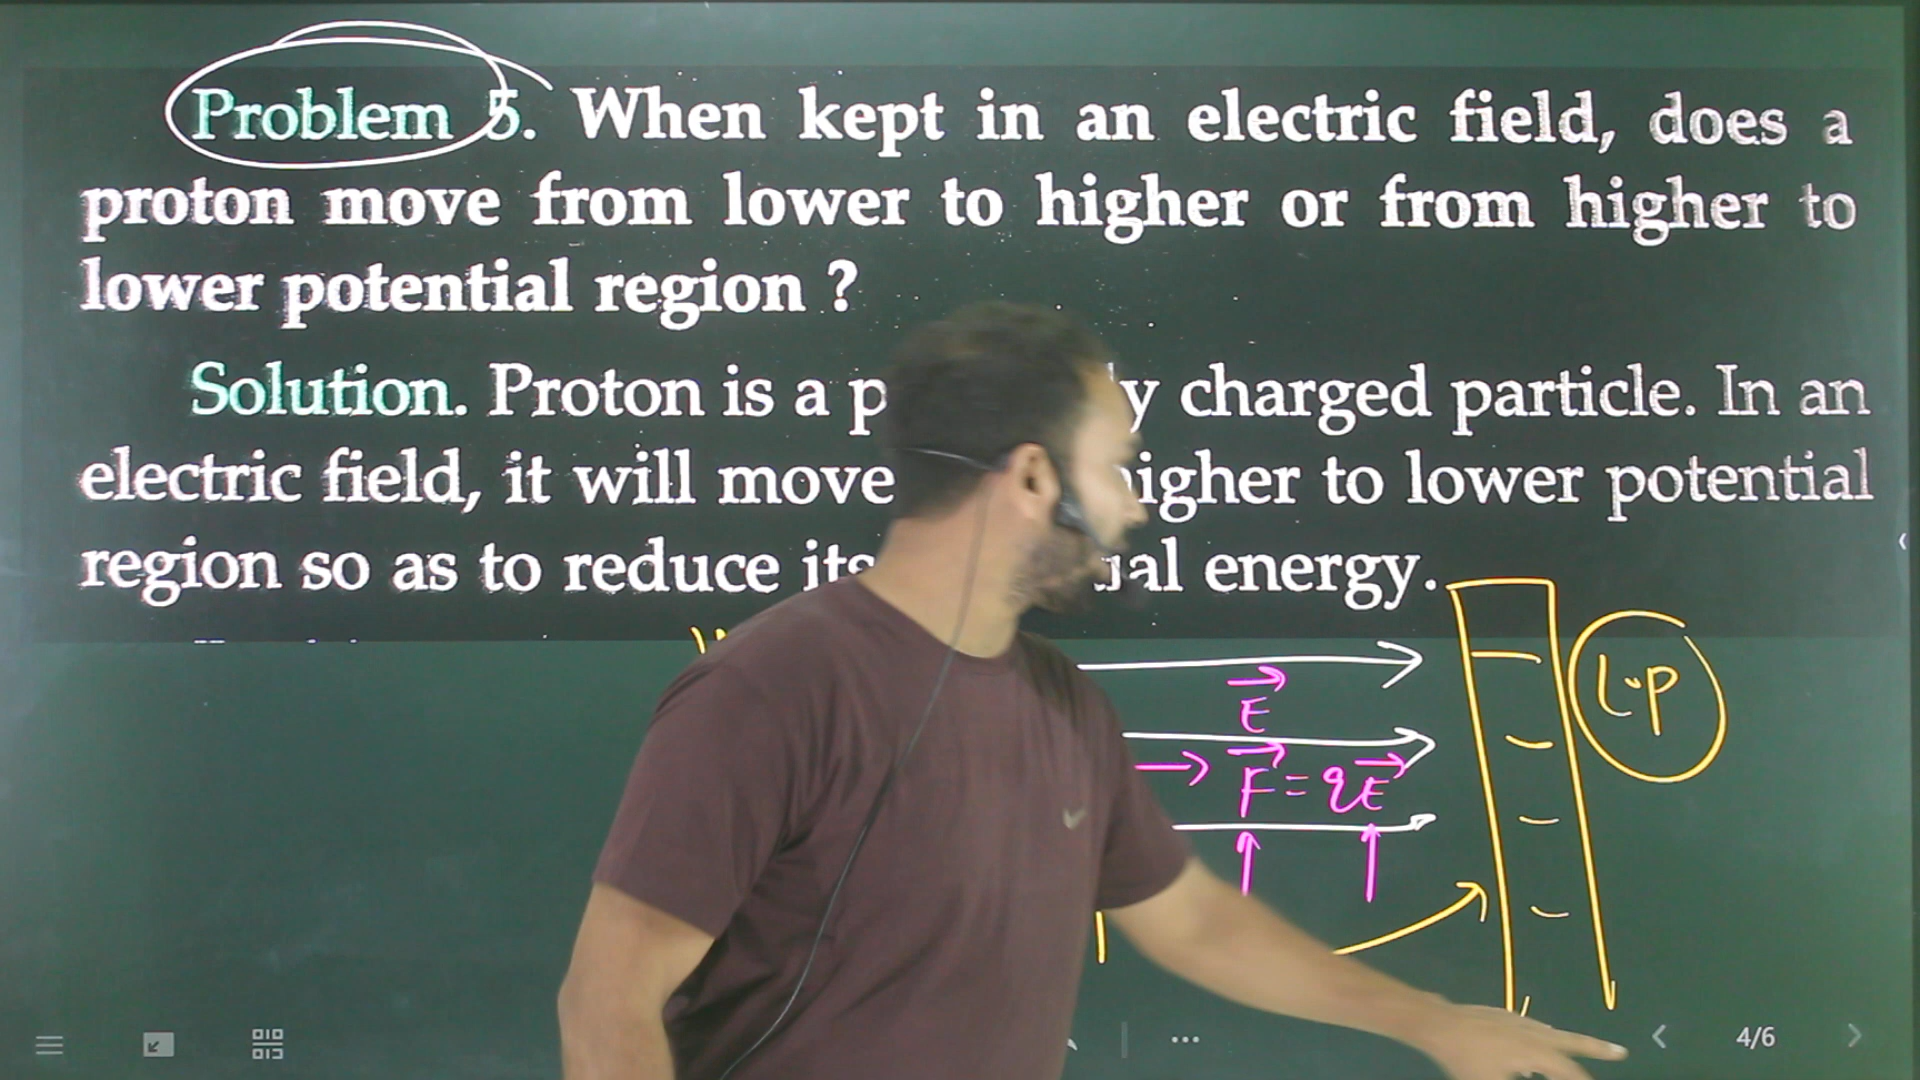 Problem 5. When kept in an electric field, does a
proton move from lower to higher or from higher to
lower potential region ?
Solution. Proton is a p y charged particle. In an
electric field, it will move igher to lower potential
region so as to reduce its ial energy.
E
F = qE
L.P
4/6